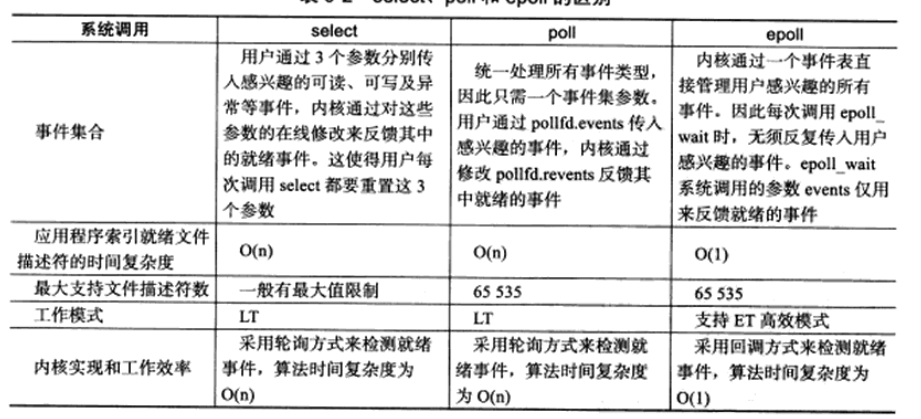 表9-2 select、poll 和 epoll 的区别
系统调用 select poll epoll
事件集合
用户通过 3 个参数分别传
入感兴趣的可读、可写及异
常等事件，内核通过对这些
参数的在线修改来反馈其中
的就绪事件。这使得用户每
次调用 select 都要重置这 3
个参数
统一处理所有事件类型，
因此只需一个事件集参数。
用户通过 pollfd.events 传入
感兴趣的事件，内核通过
修改 pollfd.revents 反馈其
中就绪的事件
内核通过一个事件表直
接管理用户感兴趣的所有
事件。因此每次调用 epoll_
wait 时，无须反复传入用户
感兴趣的事件。epoll_wait
系统调用的参数 events 仅用
来反馈就绪的事件
应用程序索引就绪文件
描述符的时间复杂度
O(n) O(n) O(1)
最大支持文件描述符数 一般有最大值限制 65 535 65 535
工作模式 LT LT 支持 ET 高效模式
内核实现和工作效率
采用轮询方式来检测就绪
事件，算法时间复杂度为
O(n)
采用轮询方式来检测就
绪事件，算法时间复杂度
为 O(n)
采用回调方式来检测就绪
事件，算法时间复杂度为
O(1)